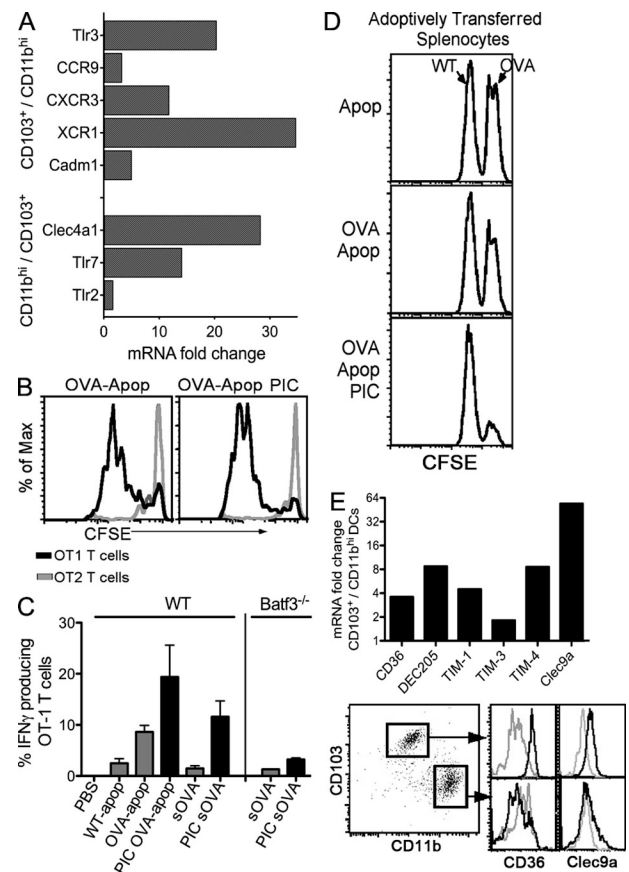 A
CD103+ / CD11bhi
Tlr3
CCR9
CXCR3
XCR1
Cadm1
CD11bhi / CD103+
Clec4a1
Tlr7
Tlr2
0 10 20 30
mRNA fold change
B
OVA-Apop
OVA-Apop PIC
% of Max
CFSE
OT1 T cells
OT2 T cells
C
WT
Batf3-/-
% IFNγ producing
OT-1 T cells
30
20
10
0
PBS
WT-apop
OVA-apop
PIC OVA-apop
sOVA
PIC sOVA
sOVA
PIC sOVA
D
Adoptively Transferred
Splenocytes
WT
OVA
Apop
OVA
Apop
OVA
Apop
PIC
CFSE
E
mRNA fold change
CD103+ / CD11bhi DCs
64
32
16
8
4
2
1
CD36
DEC205
TIM-1
TIM-3
TIM-4
Clec9a
CD103
CD11b
CD36
Clec9a